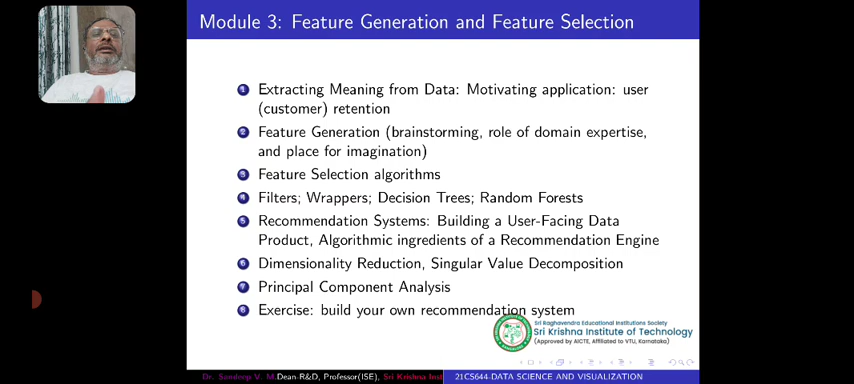 Module 3: Feature Generation and Feature Selection
1 Extracting Meaning from Data: Motivating application: user
(customer) retention
2 Feature Generation (brainstorming, role of domain expertise,
and place for imagination)
3 Feature Selection algorithms
4 Filters; Wrappers; Decision Trees; Random Forests
5 Recommendation Systems: Building a User-Facing Data
Product, Algorithmic ingredients of a Recommendation Engine
6 Dimensionality Reduction, Singular Value Decomposition
7 Principal Component Analysis
8 Exercise: build your own recommendation system
Sri Raghavendra Educational Institutions Society
Sri Krishna Institute of Technology
(Approved by AICTE, Affiliated to VTU, Karnataka)
Dr. Sandeep V. M,Dean-R&D, Professor(ISE), Sri Krishna Inst
21CS644-DATA SCIENCE AND VISUALIZATION